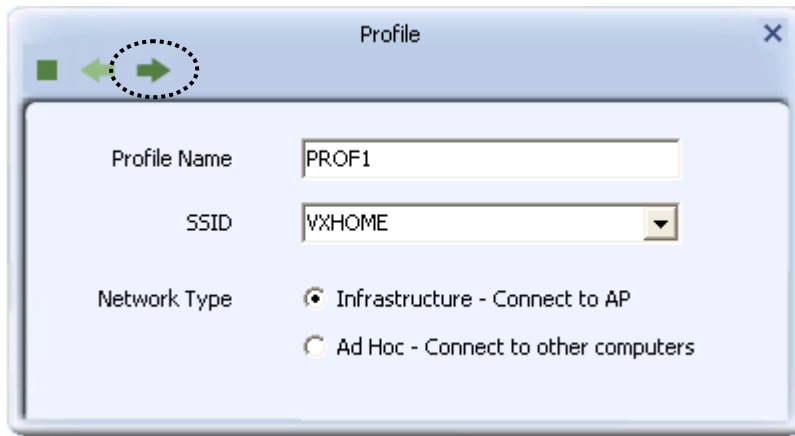 Profile
Profile Name PROF1
SSID VXHOME
Network Type Infrastructure - Connect to AP
Ad Hoc - Connect to other computers